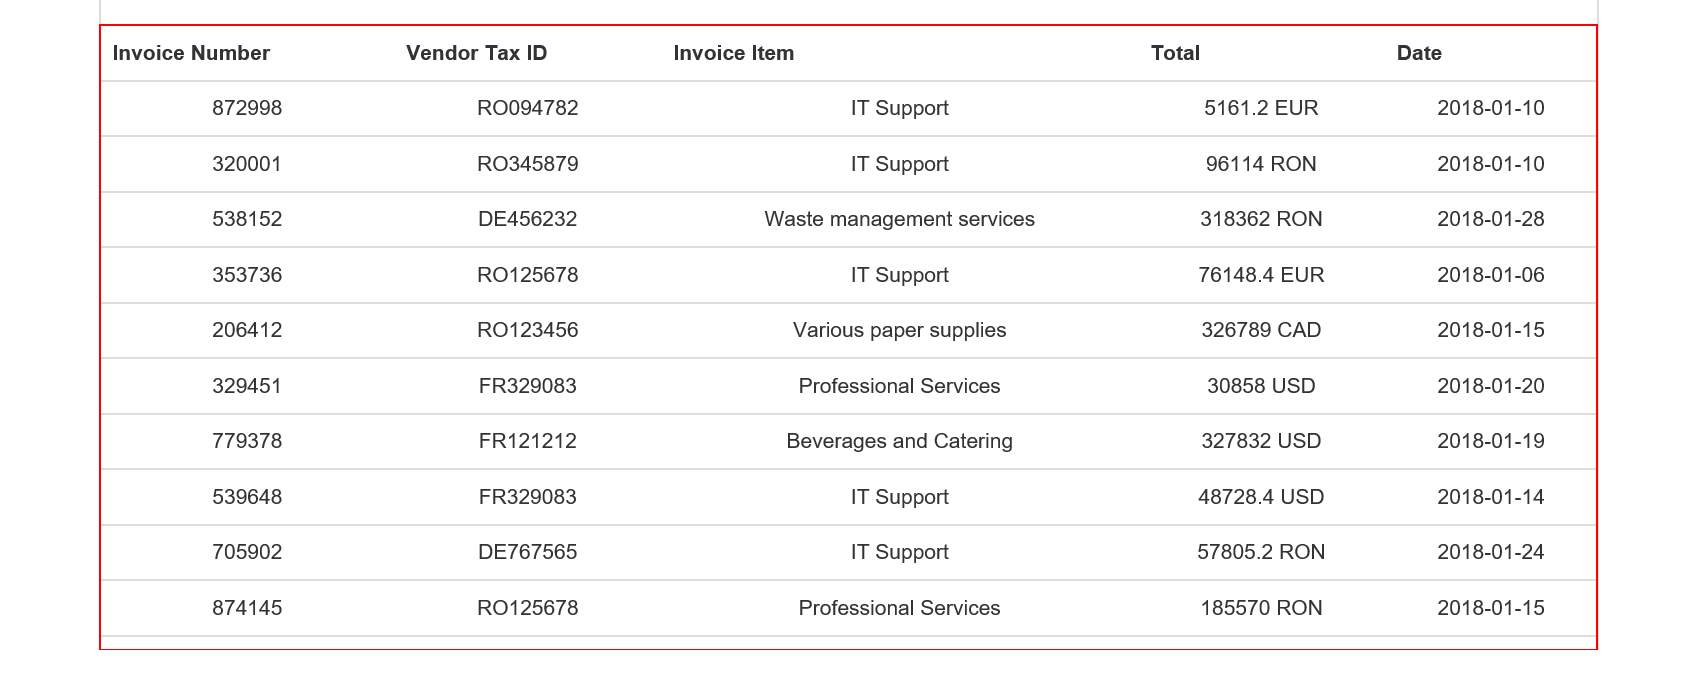 Invoice Number Vendor Tax ID Invoice Item Total Date
872998 RO094782 IT Support 5161.2 EUR 2018-01-10
320001 RO345879 IT Support 96114 RON 2018-01-10
538152 DE456232 Waste management services 318362 RON 2018-01-28
353736 RO125678 IT Support 76148.4 EUR 2018-01-06
206412 RO123456 Various paper supplies 326789 CAD 2018-01-15
329451 FR329083 Professional Services 30858 USD 2018-01-20
779378 FR121212 Beverages and Catering 327832 USD 2018-01-19
539648 FR329083 IT Support 48728.4 USD 2018-01-14
705902 DE767565 IT Support 57805.2 RON 2018-01-24
874145 RO125678 Professional Services 185570 RON 2018-01-15